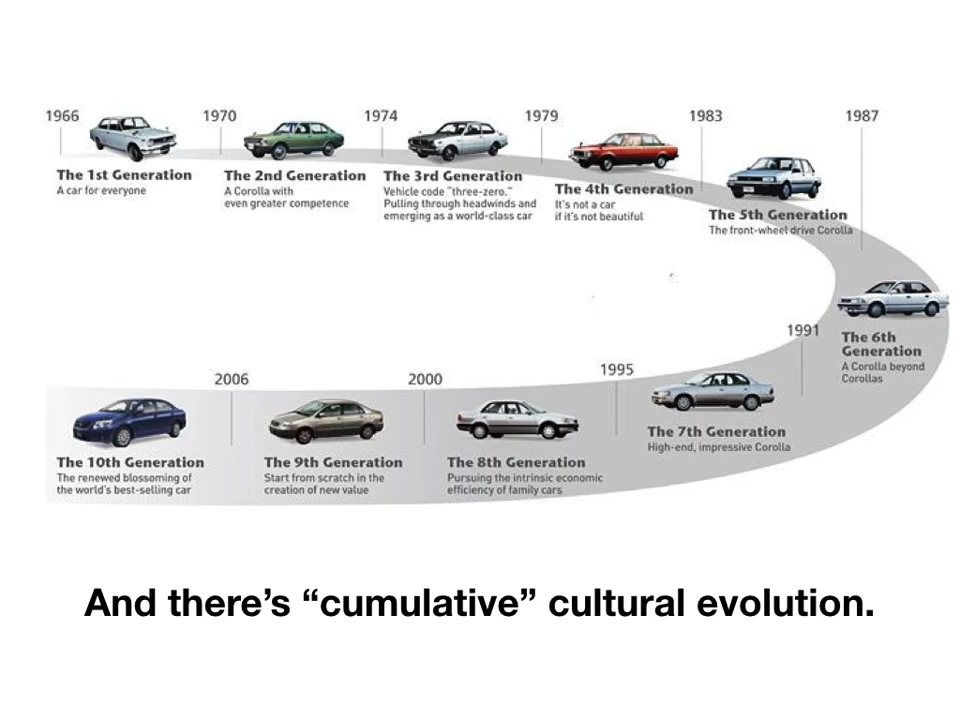 1966
1970
1974
1979
1983
1987
The 1st Generation
A car for everyone
The 2nd Generation
A Corolla with
even greater competence
The 3rd Generation
Vehicle code "three-zero."
Pulling through headwinds and
emerging as a world-class car
The 4th Generation
It's not a car
if it's not beautiful
The 5th Generation
The front-wheel drive Corolla
The 6th
Generation
A Corolla beyond
Corollas
1991
1995
2000
2006
The 7th Generation
High-end, impressive Corolla
The 8th Generation
Pursuing the intrinsic economic
efficiency of family cars
The 9th Generation
Start from scratch in the
creation of new value
The 10th Generation
The renewed blossoming of
the world's best-selling car
And there’s “cumulative” cultural evolution.